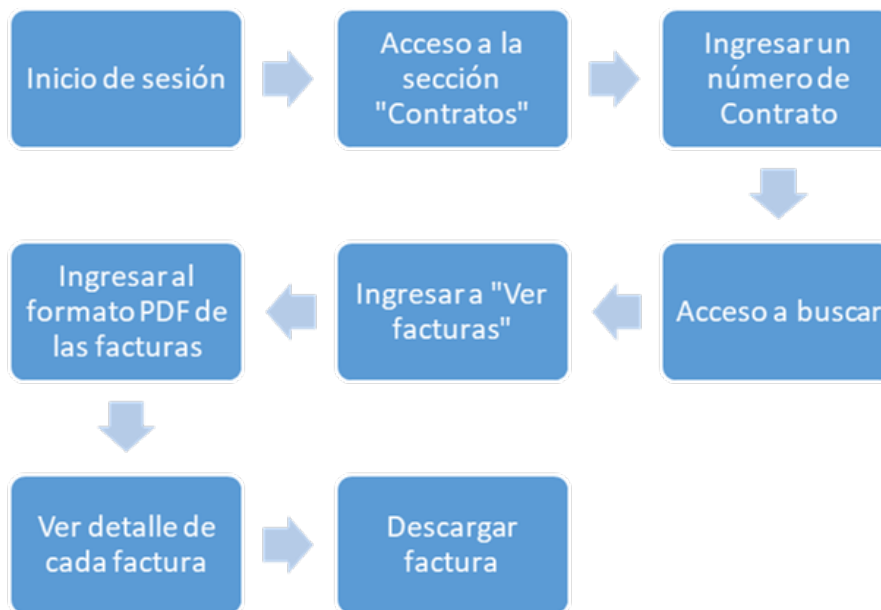 Inicio de sesión
Acceso a la
sección
"Contratos"
Ingresar un
número de
Contrato
Acceso a buscar
Ingresar a "Ver
facturas"
Ingresar al
formato PDF de
las facturas
Ver detalle de
cada factura
Descargar
factura